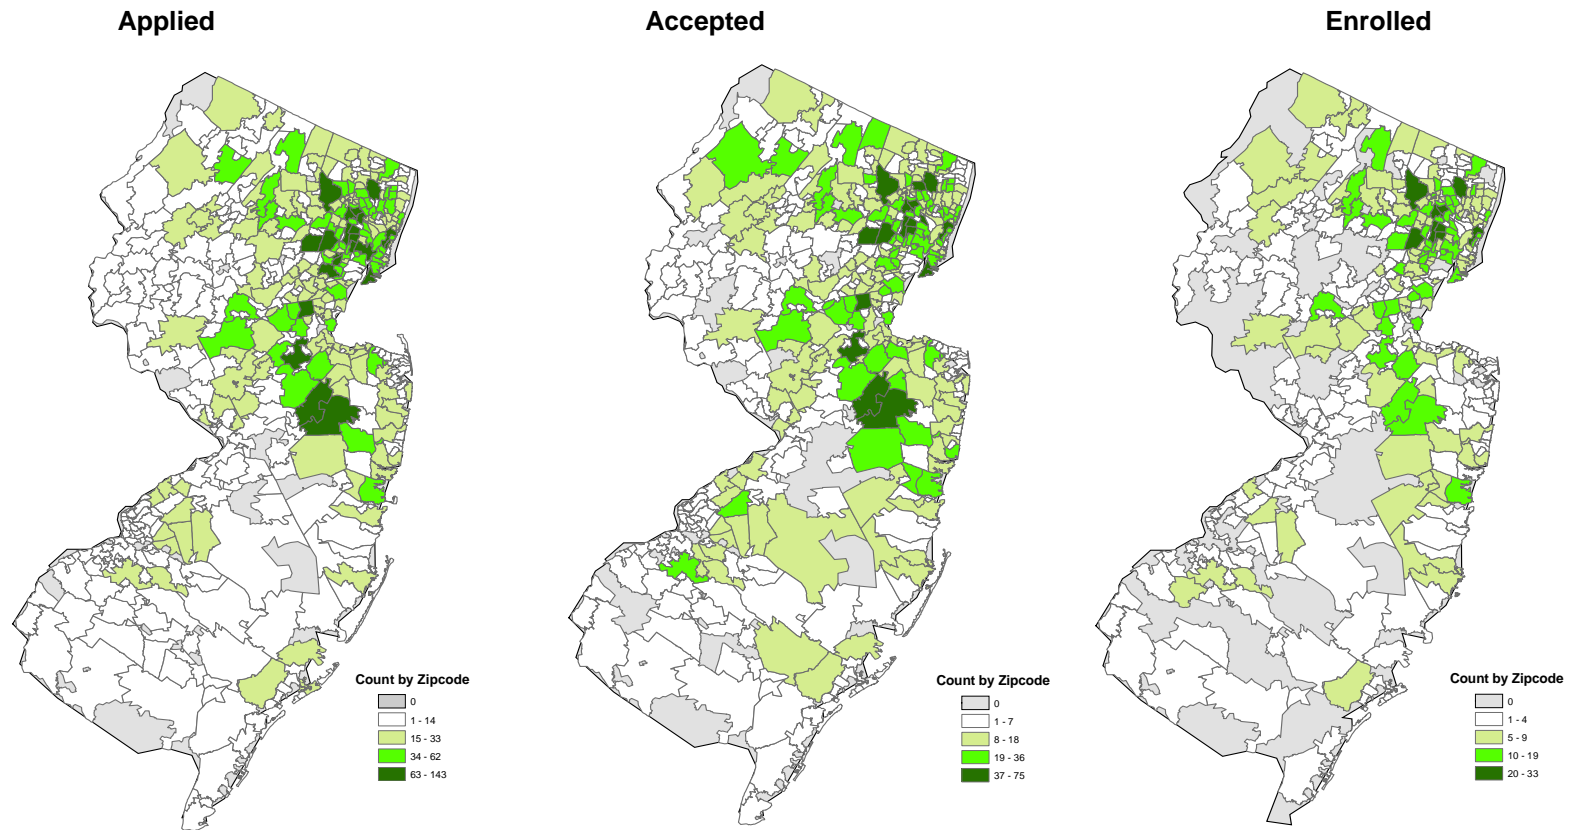 Applied
Accepted
Enrolled
Count by Zipcode
0
1 - 14
15 - 33
34 - 62
63 - 143
Count by Zipcode
0
1 - 7
8 - 18
19 - 36
37 - 75
Count by Zipcode
0
1 - 4
5 - 9
10 - 19
20 - 33